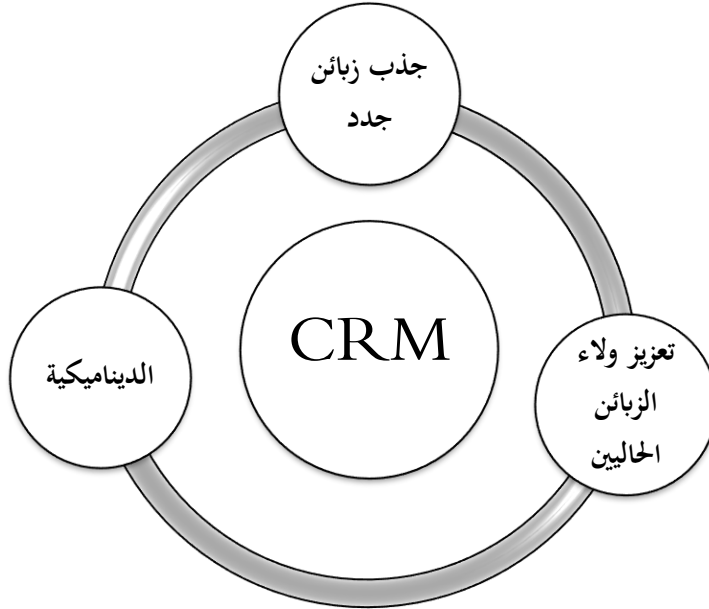 جذب زبائن
جدد
CRM
تعزيز ولاء
الزبائن
الحاليين
الديناميكية